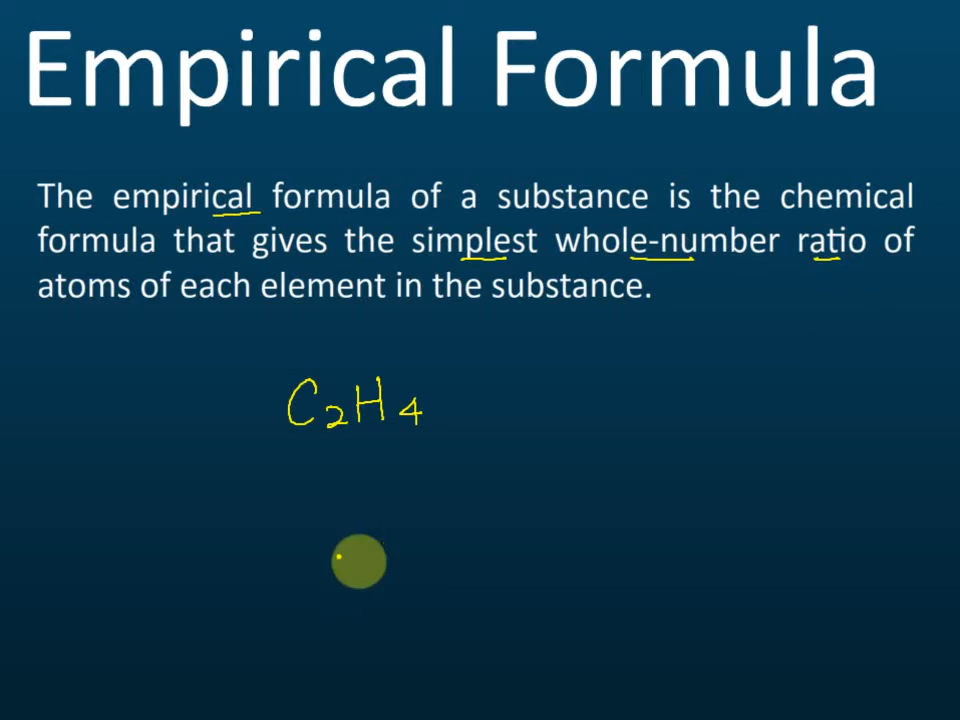 Empirical Formula
The empirical formula of a substance is the chemical
formula that gives the simplest whole-number ratio of
atoms of each element in the substance.
C₂H₄